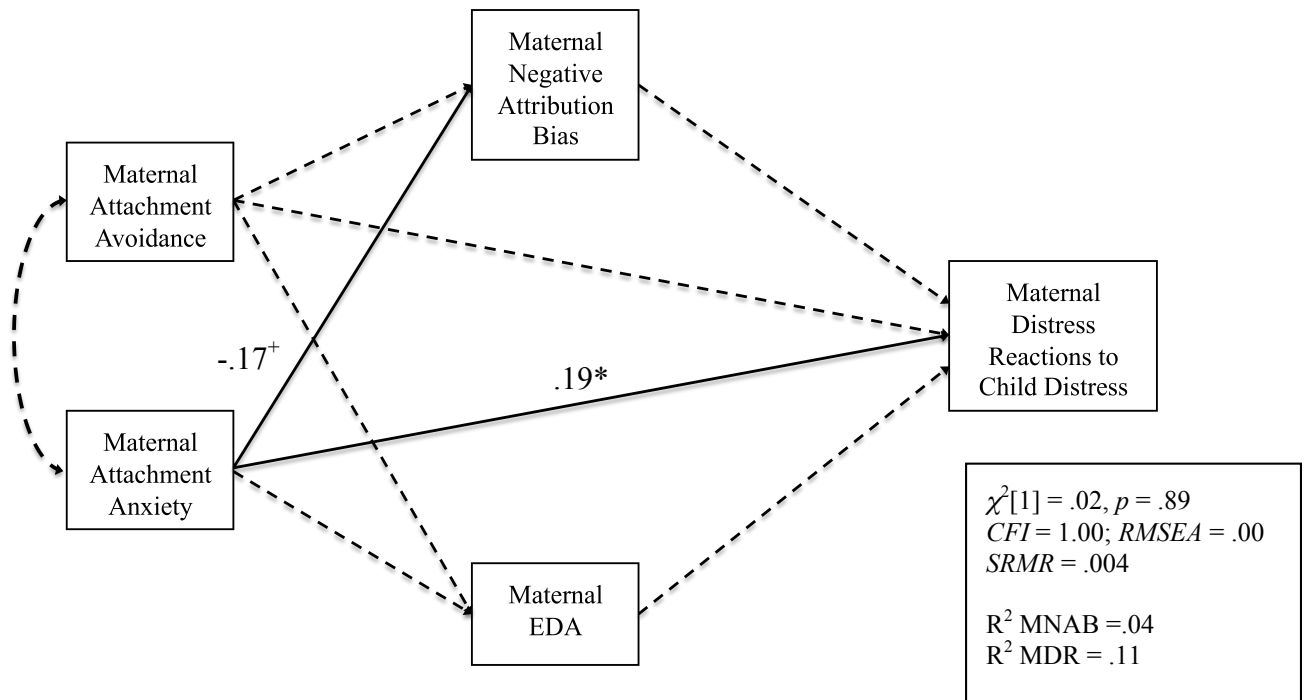 Maternal
Negative
Attribution
Bias
Maternal
Attachment
Avoidance
Maternal
Distress
Reactions to
Child Distress
-.17⁺
.19*
Maternal
Attachment
Anxiety
Maternal
EDA
χ²[1] = .02, p = .89
CFI = 1.00; RMSEA = .00
SRMR = .004
R² MNAB =.04
R² MDR = .11